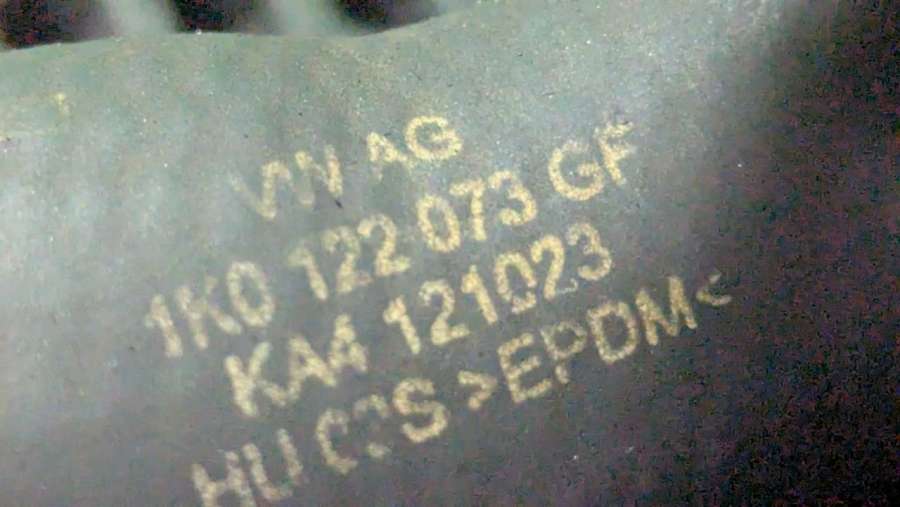 VW AG
1K0 122 073 GF
KA4 121023
HU >EPDM<